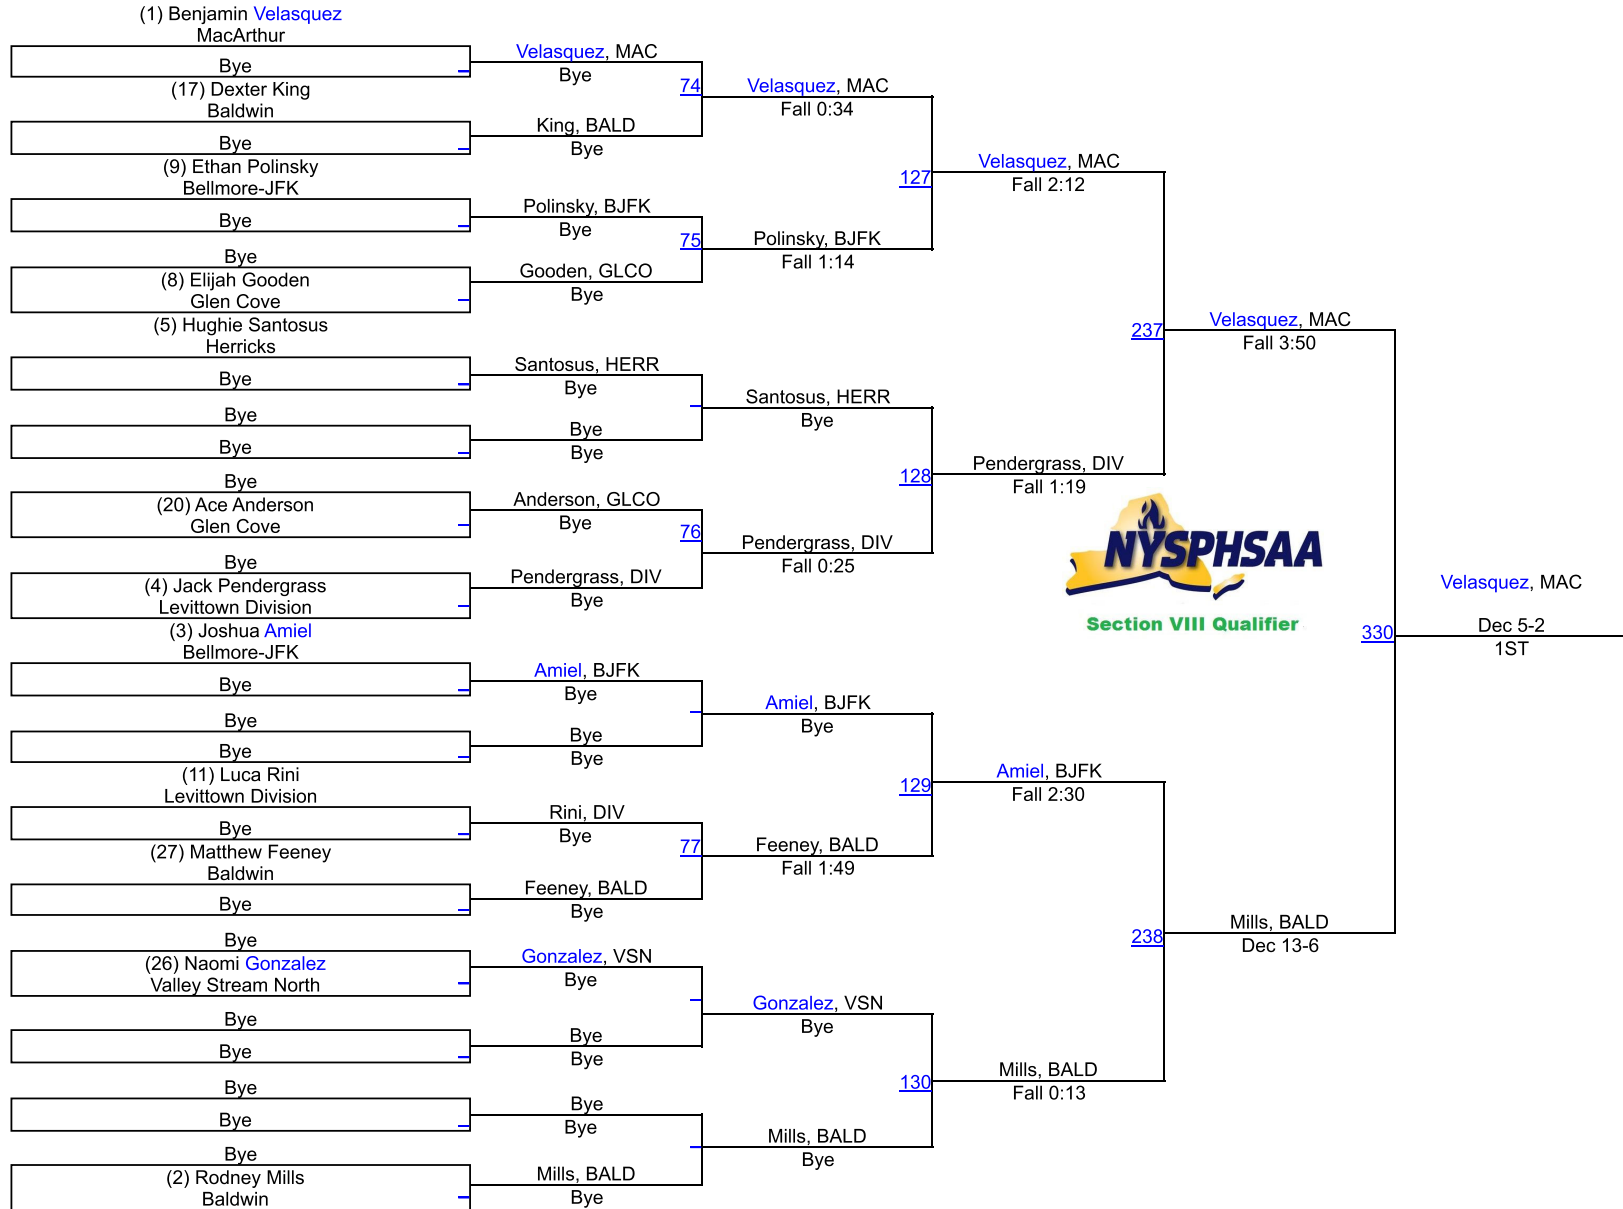 (1) Benjamin Velasquez
MacArthur
Bye
(17) Dexter King
Baldwin
Bye
(9) Ethan Polinsky
Bellmore-JFK
Bye
Bye
(8) Elijah Gooden
Glen Cove
(5) Hughie Santosus
Herricks
Bye
Bye
Bye
Bye
(20) Ace Anderson
Glen Cove
Bye
(4) Jack Pendergrass
Levittown Division
(3) Joshua Amiel
Bellmore-JFK
Bye
Bye
Bye
(11) Luca Rini
Levittown Division
Bye
(27) Matthew Feeney
Baldwin
Bye
Bye
(26) Naomi Gonzalez
Valley Stream North
Bye
Bye
Bye
Bye
Bye
(2) Rodney Mills
Baldwin
Velasquez, MAC
Bye
74
King, BALD
Bye
Polinsky, BJFK
Bye
75
Gooden, GLCO
Bye
Santosus, HERR
Bye
Bye
Bye
Anderson, GLCO
Bye
76
Pendergrass, DIV
Bye
Amiel, BJFK
Bye
Bye
Bye
Rini, DIV
Bye
77
Feeney, BALD
Bye
Gonzalez, VSN
Bye
Bye
Bye
Bye
Bye
Mills, BALD
Bye
Velasquez, MAC
Fall 0:34
127
Polinsky, BJFK
Fall 1:14
Santosus, HERR
Bye
128
Pendergrass, DIV
Fall 0:25
Amiel, BJFK
Bye
129
Feeney, BALD
Fall 1:49
Gonzalez, VSN
Bye
130
Mills, BALD
Bye
Velasquez, MAC
Fall 2:12
237
Pendergrass, DIV
Fall 1:19
Amiel, BJFK
Fall 2:30
238
Mills, BALD
Fall 0:13
Velasquez, MAC
Fall 3:50
NYSPHSAA
Section VIII Qualifier
330
Mills, BALD
Dec 13-6
Velasquez, MAC
Dec 5-2
1ST